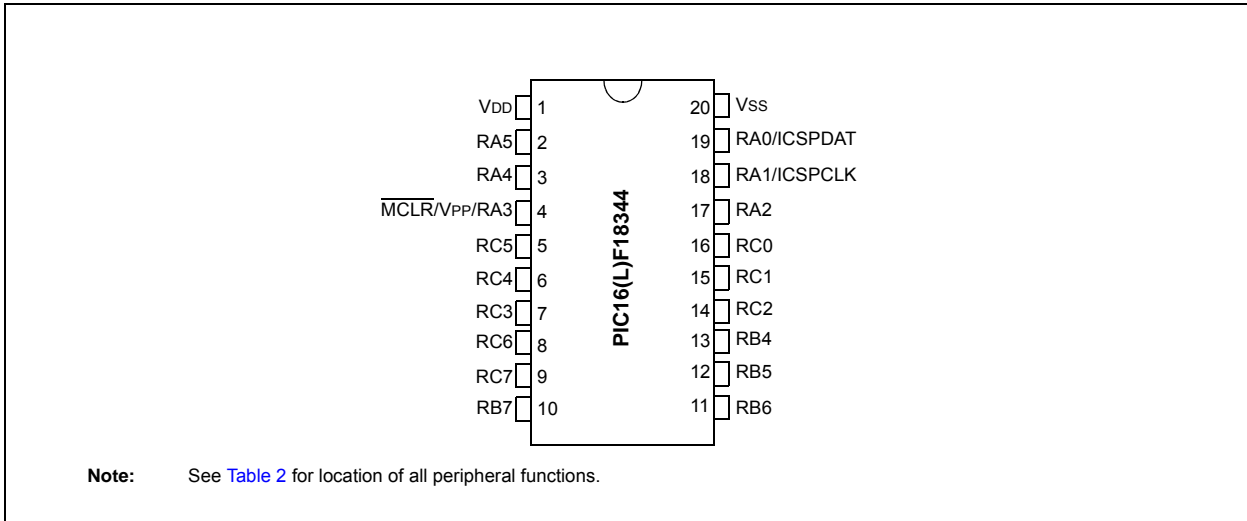 VDD 1 20 VSS
RA5 2 19 RA0/ICSPDAT
RA4 3 18 RA1/ICSPCLK
MCLR/VPP/RA3 4 17 RA2
RC5 5 16 RC0
RC4 6 15 RC1
RC3 7 14 RC2
RC6 8 13 RB4
RC7 9 12 RB5
RB7 10 11 RB6
PIC16(L)F18344
Note: See Table 2 for location of all peripheral functions.